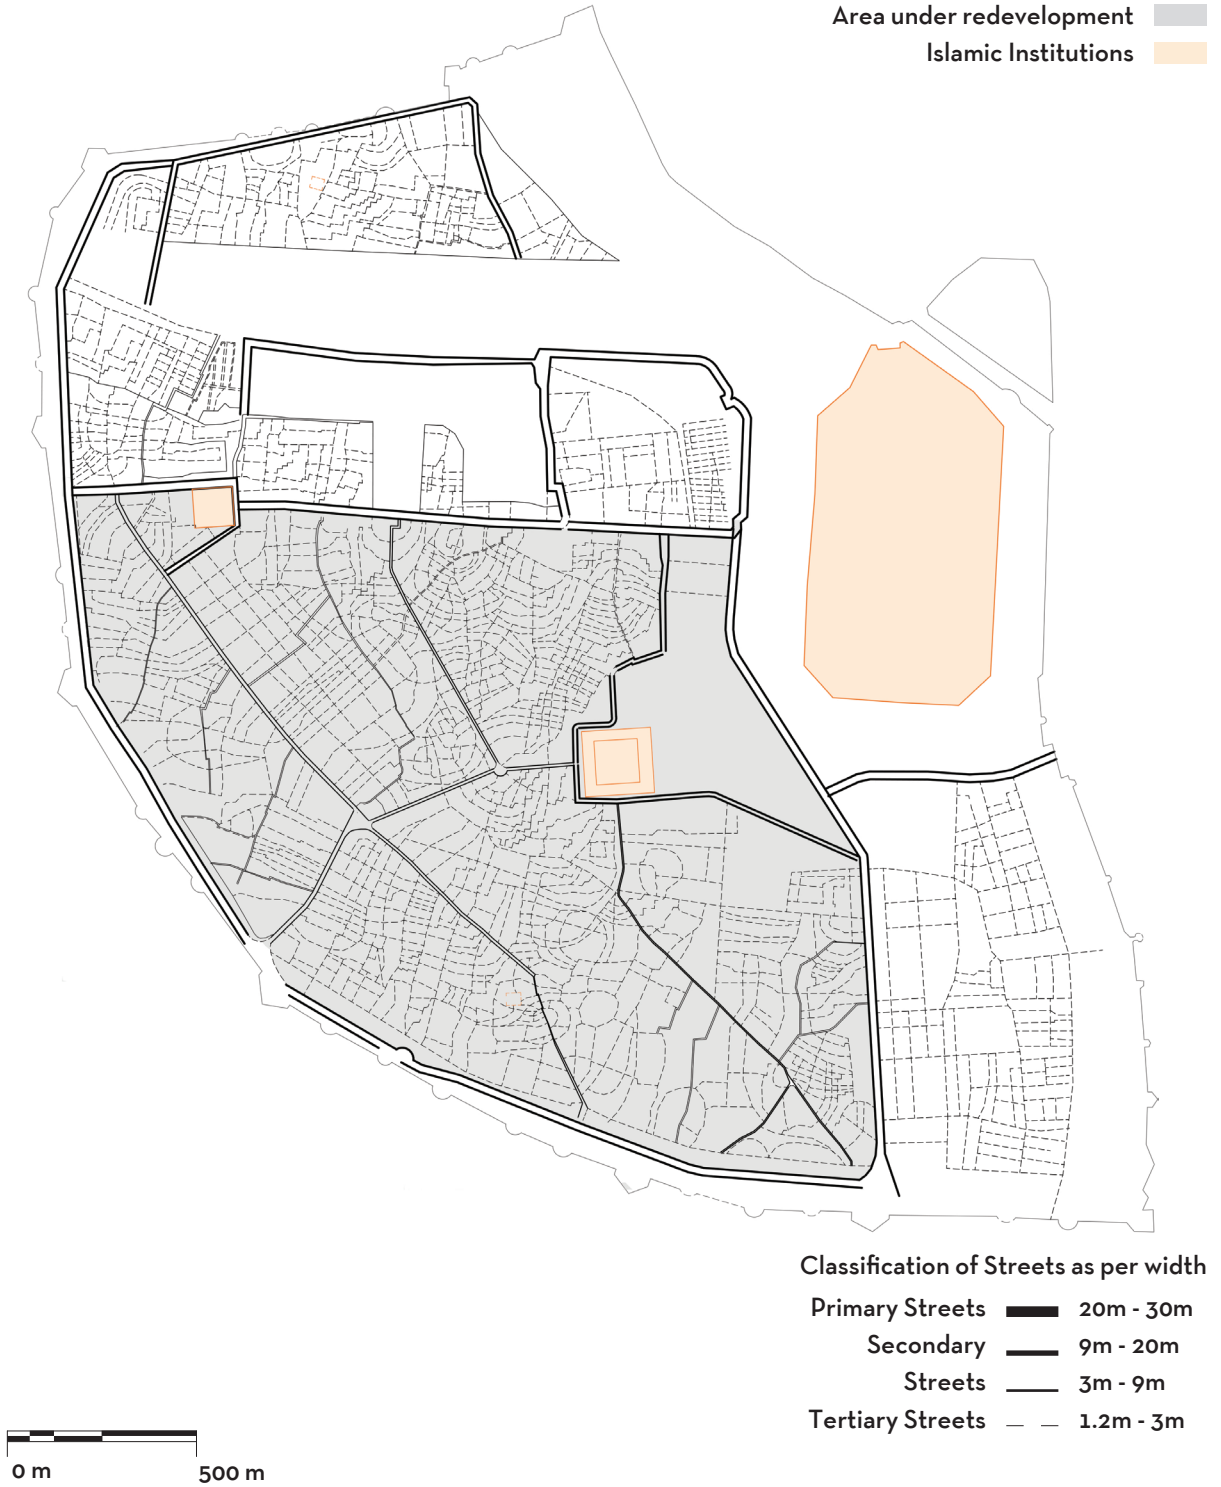 Area under redevelopment
Islamic Institutions
Classification of Streets as per width
Primary Streets 20m - 30m
Secondary 9m - 20m
Streets 3m - 9m
Tertiary Streets 1.2m - 3m
0 m 500 m